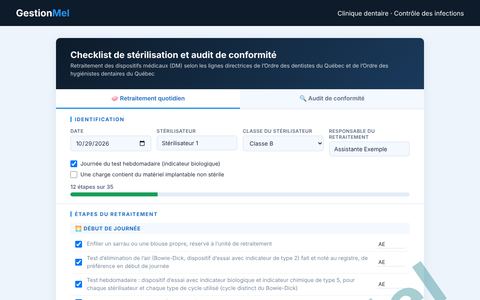 GestionMel
Clinique dentaire · Contrôle des infections
Checklist de stérilisation et audit de conformité
Retraitement des dispositifs médicaux (DM) selon les lignes directrices de l'Ordre des dentistes du Québec et de l'Ordre des
hygiénistes dentaires du Québec
Retraitement quotidien
Audit de conformité
IDENTIFICATION
DATE
STÉRILISATEUR
CLASSE DU STÉRILISATEUR
RESPONSABLE DU
RETRAITEMENT
10/29/2026
Stérilisateur 1
Classe B
Assistante Exemple
Journée du test hebdomadaire (indicateur biologique)
Une charge contient du matériel implantable non stérile
12 étapes sur 35
ÉTAPES DU RETRAITEMENT
DÉBUT DE JOURNÉE
Enfiler un sarrau ou une blouse propre, réservé à l'unité de retraitement
AE
Test d'élimination de l'air (Bowie-Dick, dispositif d'essai avec indicateur de type 2) fait et noté au registre, de
préférence en début de journée
AE
Test hebdomadaire : dispositif d'essai avec indicateur biologique et indicateur chimique de type 5, pour
chaque stérilisateur et chaque type de cycle utilisé (cycle distinct du Bowie-Dick)
AE